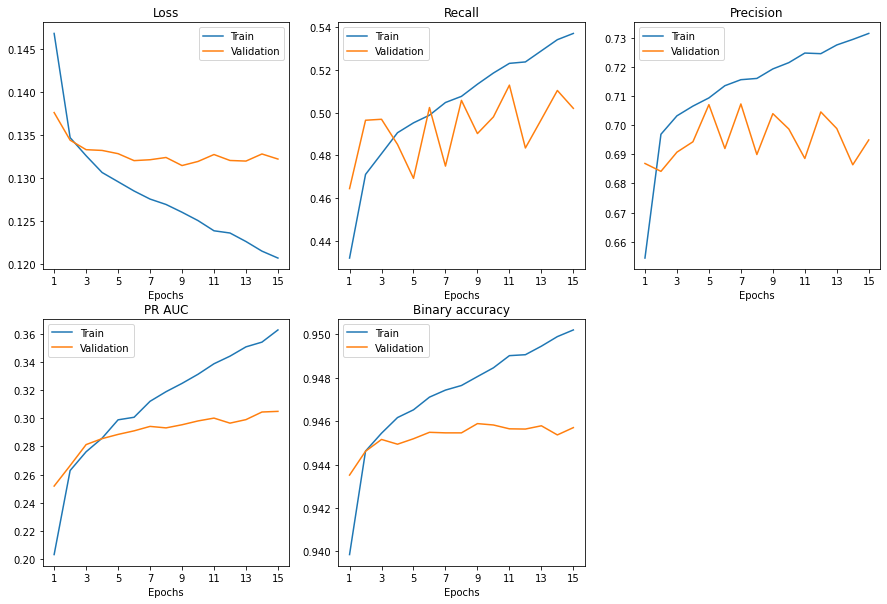 Loss
Train
Validation
0.145
0.140
0.135
0.130
0.125
0.120
1 3 5 7 9 11 13 15
Epochs
Recall
Train
Validation
0.54
0.52
0.50
0.48
0.46
0.44
1 3 5 7 9 11 13 15
Epochs
Precision
Train
Validation
0.73
0.72
0.71
0.70
0.69
0.68
0.67
0.66
1 3 5 7 9 11 13 15
Epochs
PR AUC
Train
Validation
0.36
0.34
0.32
0.30
0.28
0.26
0.24
0.22
0.20
1 3 5 7 9 11 13 15
Epochs
Binary accuracy
Train
Validation
0.950
0.948
0.946
0.944
0.942
0.940
1 3 5 7 9 11 13 15
Epochs